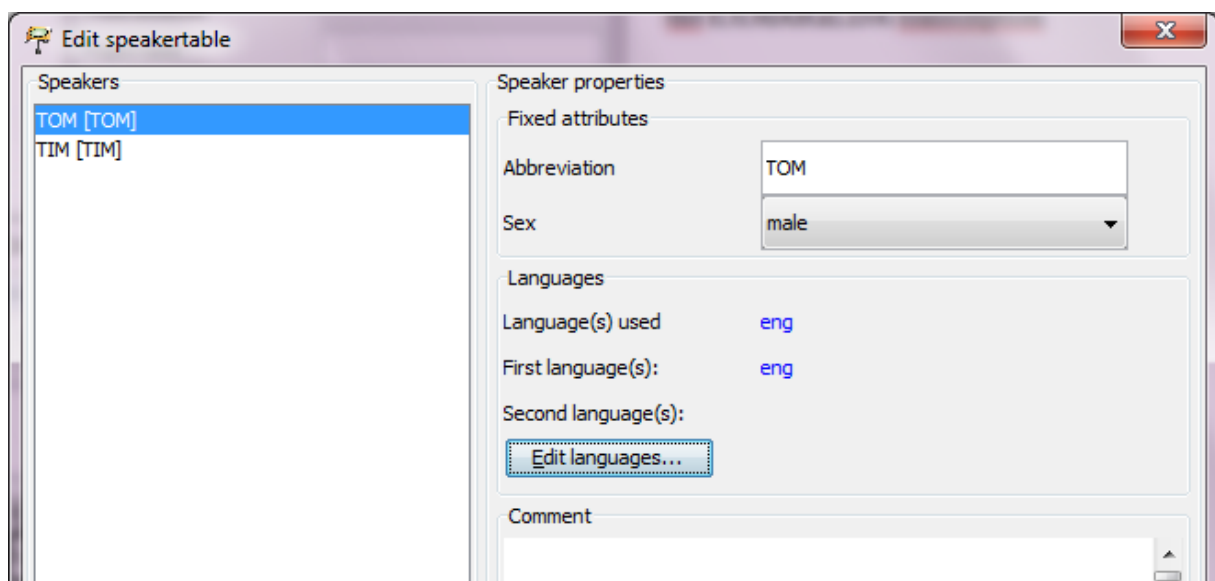 Edit speakertable
Speakers
TOM [TOM]
TIM [TIM]
Speaker properties
Fixed attributes
Abbreviation TOM
Sex male
Languages
Language(s) used eng
First language(s): eng
Second language(s):
Edit languages...
Comment